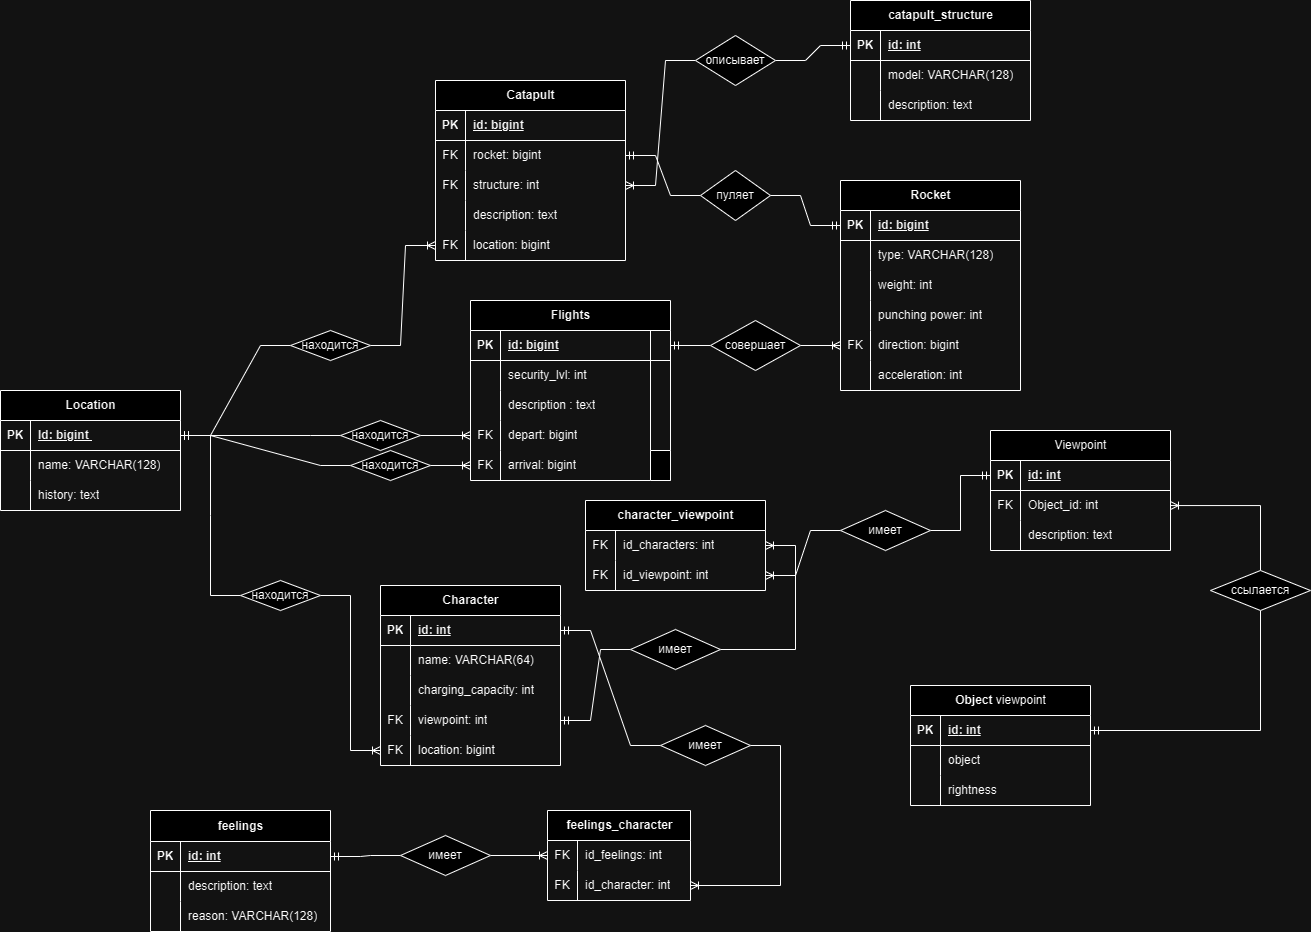 catapult_structure
PK id: int
model: VARCHAR(128)
description: text
описывает
Catapult
PK id: bigint
FK rocket: bigint
FK structure: int
description: text
FK location: bigint
пуляет
Rocket
PK id: bigint
type: VARCHAR(128)
weight: int
punching power: int
FK direction: bigint
acceleration: int
находится
Flights
PK id: bigint
security_lvl: int
description : text
FK depart: bigint
FK arrival: bigint
совершает
Location
PK Id: bigint
name: VARCHAR(128)
history: text
находится
находится
Viewpoint
PK id: int
FK Object_id: int
description: text
character_viewpoint
FK id_characters: int
FK id_viewpoint: int
имеет
ссылается
находится
Character
PK id: int
name: VARCHAR(64)
charging_capacity: int
FK viewpoint: int
FK location: bigint
имеет
имеет
Object viewpoint
PK id: int
object
rightness
feelings
PK id: int
description: text
reason: VARCHAR(128)
имеет
feelings_character
FK id_feelings: int
FK id_character: int